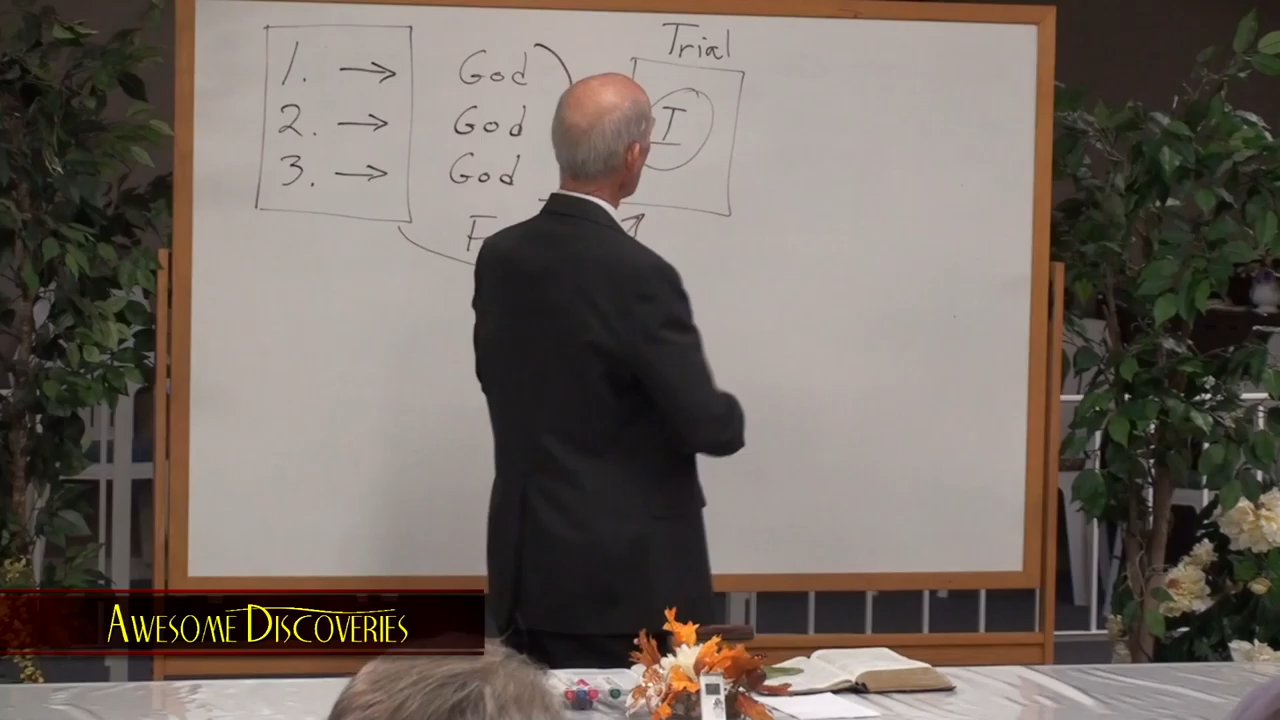 Trial
1. → God
2. → God I
3. → God
F
AWESOME DISCOVERIES